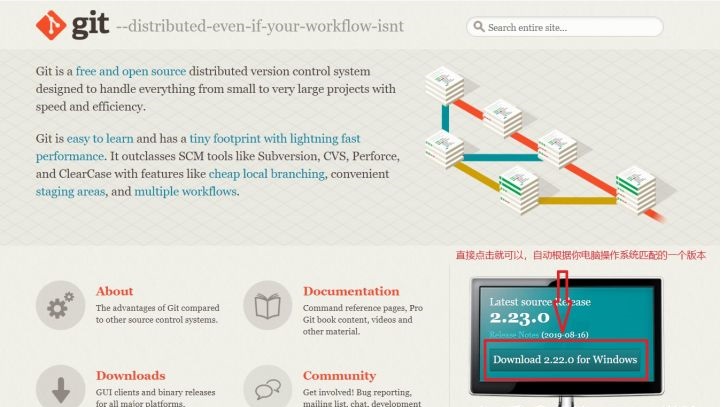 git --distributed-even-if-your-workflow-isnt
Search entire site...
Git is a free and open source distributed version control system
designed to handle everything from small to very large projects with
speed and efficiency.
Git is easy to learn and has a tiny footprint with lightning fast
performance. It outclasses SCM tools like Subversion, CVS, Perforce,
and ClearCase with features like cheap local branching, convenient
staging areas, and multiple workflows.
直接点击就可以，自动根据你电脑操作系统匹配的一个版本
About
The advantages of Git compared
to other source control systems.
Documentation
Command reference pages, Pro
Git book content, videos and
other material.
Downloads
GUI clients and binary releases
for all major platforms.
Community
Get involved! Bug reporting,
mailing list, chat, development
Latest source Release
2.23.0
Release Notes (2019-08-16)
Download 2.22.0 for Windows